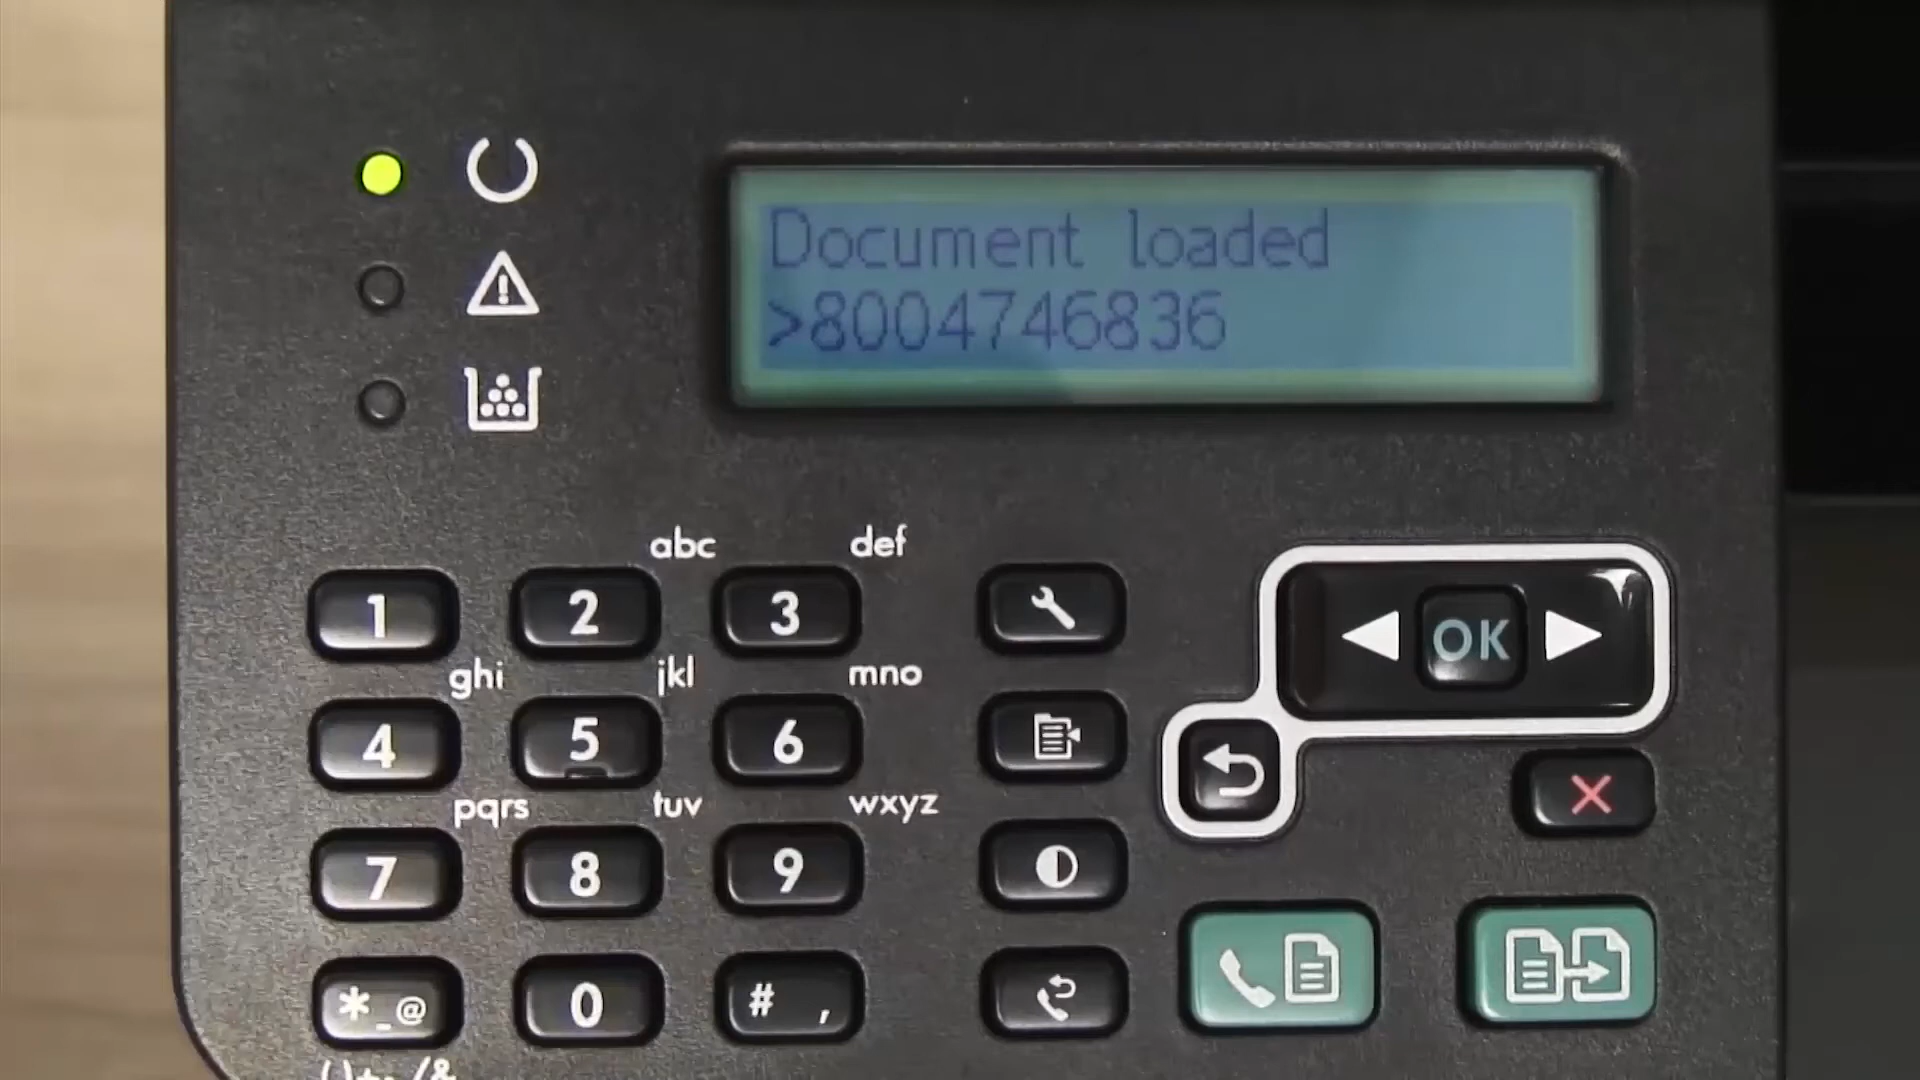 Document loaded
>8004746836
abc def
1 2 3
ghi jkl mno
4 5 6
OK
pqrs tuv wxyz
7 8 9
*_@ 0 # ,